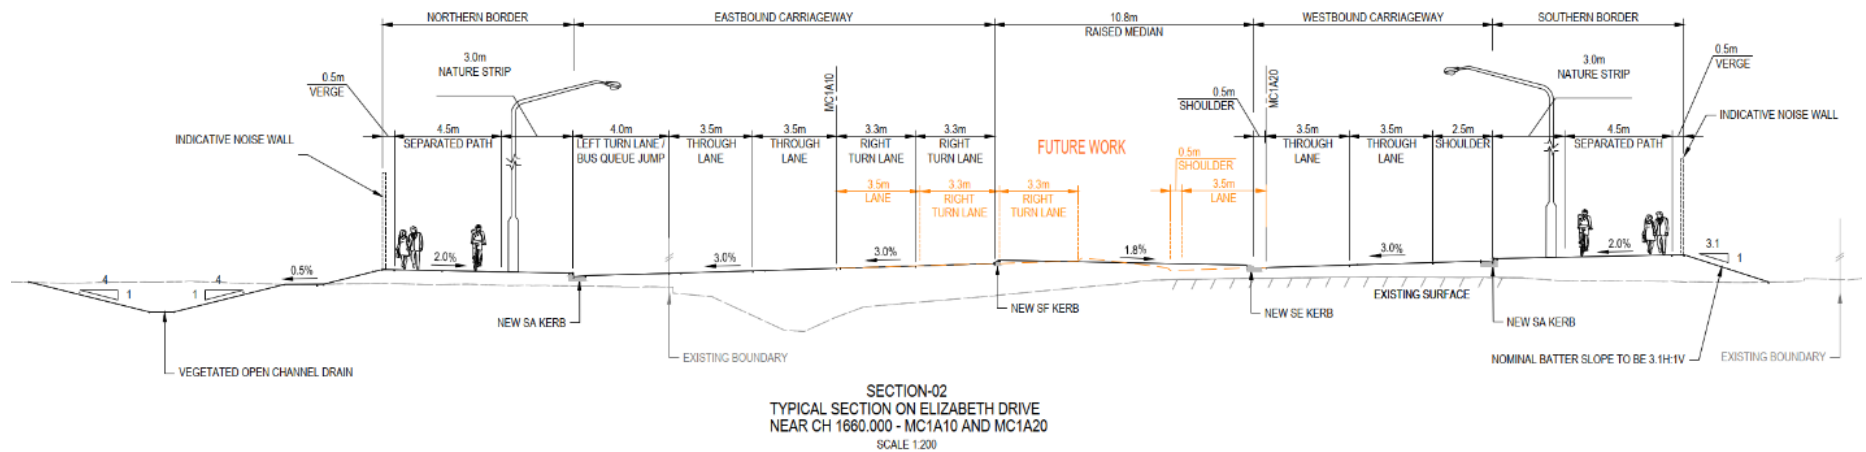 NORTHERN BORDER
EASTBOUND CARRIAGEWAY
10.8m
RAISED MEDIAN
WESTBOUND CARRIAGEWAY
SOUTHERN BORDER
3.0m
NATURE STRIP
0.5m
VERGE
MC1A10
MC1A20
0.5m
SHOULDER
3.0m
NATURE STRIP
0.5m
VERGE
INDICATIVE NOISE WALL
4.5m
SEPARATED PATH
4.0m
LEFT TURN LANE /
BUS QUEUE JUMP
3.5m
THROUGH
LANE
3.5m
THROUGH
LANE
3.3m
RIGHT
TURN LANE
3.3m
RIGHT
TURN LANE
FUTURE WORK
3.5m
THROUGH
LANE
3.5m
THROUGH
LANE
2.5m
SHOULDER
4.5m
SEPARATED PATH
INDICATIVE NOISE WALL
3.5m
LANE
3.3m
RIGHT
TURN LANE
3.3m
RIGHT
TURN LANE
0.5m
SHOULDER
3.5m
LANE
4
1
1
4
0.5%
2.0%
3.0%
3.0%
1.8%
3.0%
2.0%
3.1
1
EXISTING SURFACE
NEW SA KERB
EXISTING BOUNDARY
NEW SF KERB
NEW SE KERB
NEW SA KERB
NOMINAL BATTER SLOPE TO BE 3.1H:1V
EXISTING BOUNDARY
VEGETATED OPEN CHANNEL DRAIN
SECTION-02
TYPICAL SECTION ON ELIZABETH DRIVE
NEAR CH 1660.000 - MC1A10 AND MC1A20
SCALE 1:200